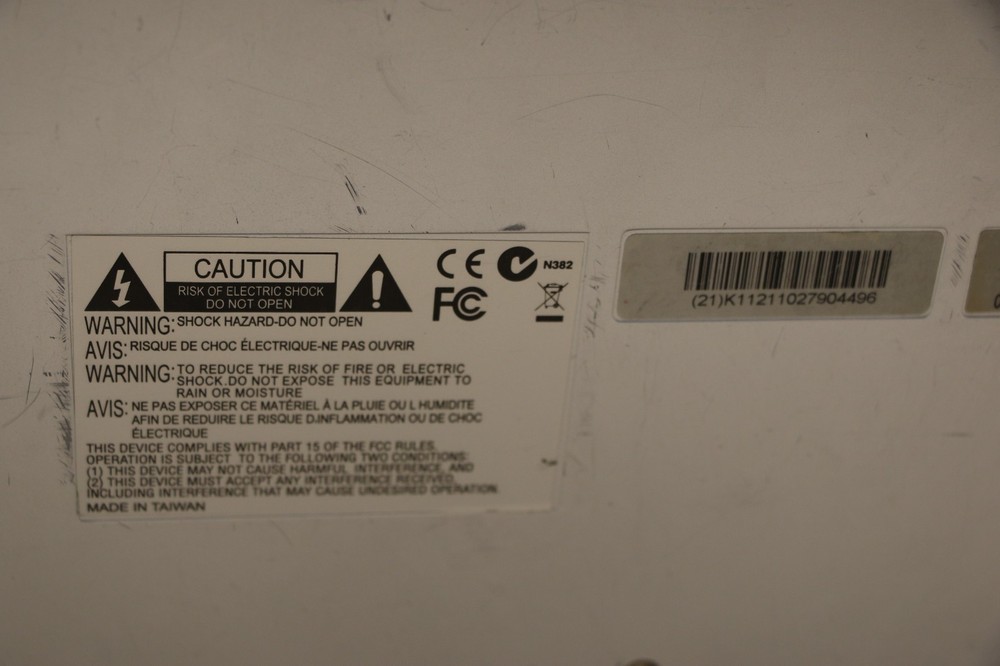 CAUTION
RISK OF ELECTRIC SHOCK
DO NOT OPEN
CE
N382
FC
WARNING: SHOCK HAZARD-DO NOT OPEN
AVIS: RISQUE DE CHOC ÉLECTRIQUE-NE PAS OUVRIR
WARNING: TO REDUCE THE RISK OF FIRE OR ELECTRIC
SHOCK.DO NOT EXPOSE THIS EQUIPMENT TO
RAIN OR MOISTURE
AVIS: NE PAS EXPOSER CE MATÉRIEL À LA PLUIE OU L HUMIDITE
AFIN DE REDUIRE LE RISQUE D.INFLAMMATION OU DE CHOC
ÉLECTRIQUE
THIS DEVICE COMPLIES WITH PART 15 OF THE FCC RULES.
OPERATION IS SUBJECT TO THE FOLLOWING TWO CONDITIONS:
(1) THIS DEVICE MAY NOT CAUSE HARMFUL INTERFERENCE, AND
(2) THIS DEVICE MUST ACCEPT ANY INTERFERENCE RECEIVED,
INCLUDING INTERFERENCE THAT MAY CAUSE UNDESIRED OPERATION.
MADE IN TAIWAN
(21)K11211027904496